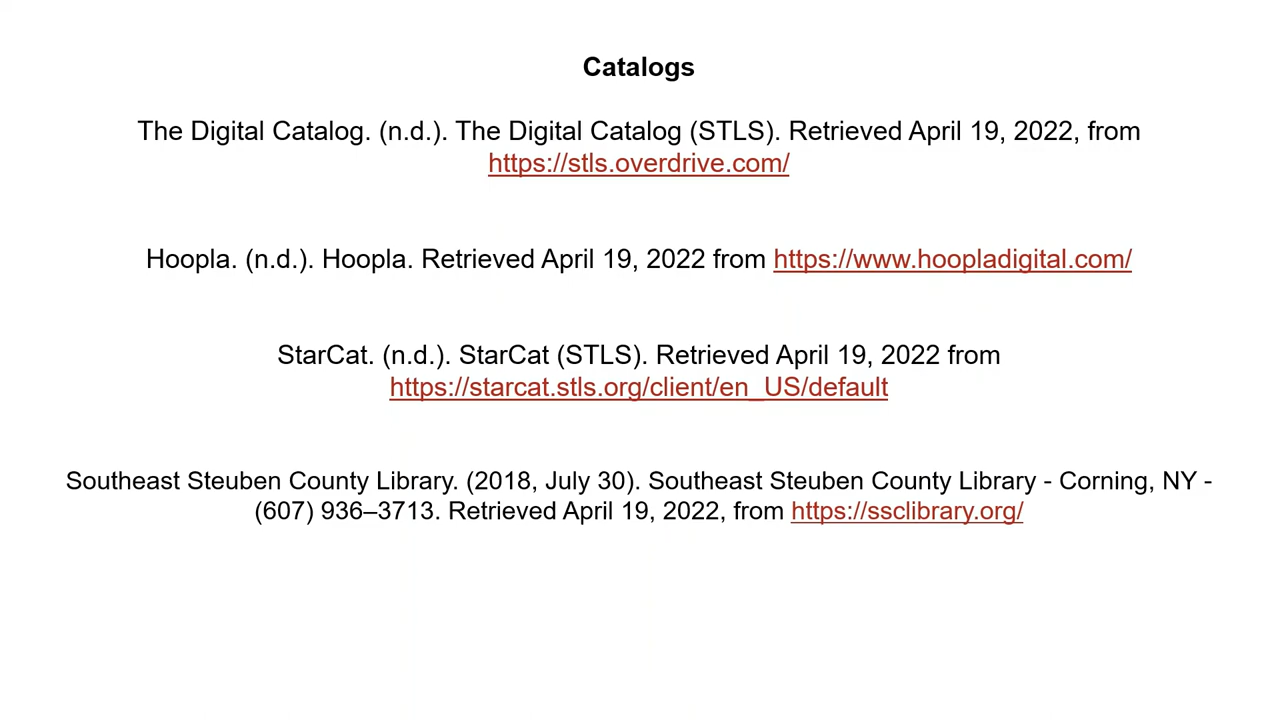 Catalogs
The Digital Catalog. (n.d.). The Digital Catalog (STLS). Retrieved April 19, 2022, from
https://stls.overdrive.com/
Hoopla. (n.d.). Hoopla. Retrieved April 19, 2022 from https://www.hoopladigital.com/
StarCat. (n.d.). StarCat (STLS). Retrieved April 19, 2022 from
https://starcat.stls.org/client/en_US/default
Southeast Steuben County Library. (2018, July 30). Southeast Steuben County Library - Corning, NY -
(607) 936–3713. Retrieved April 19, 2022, from https://ssclibrary.org/